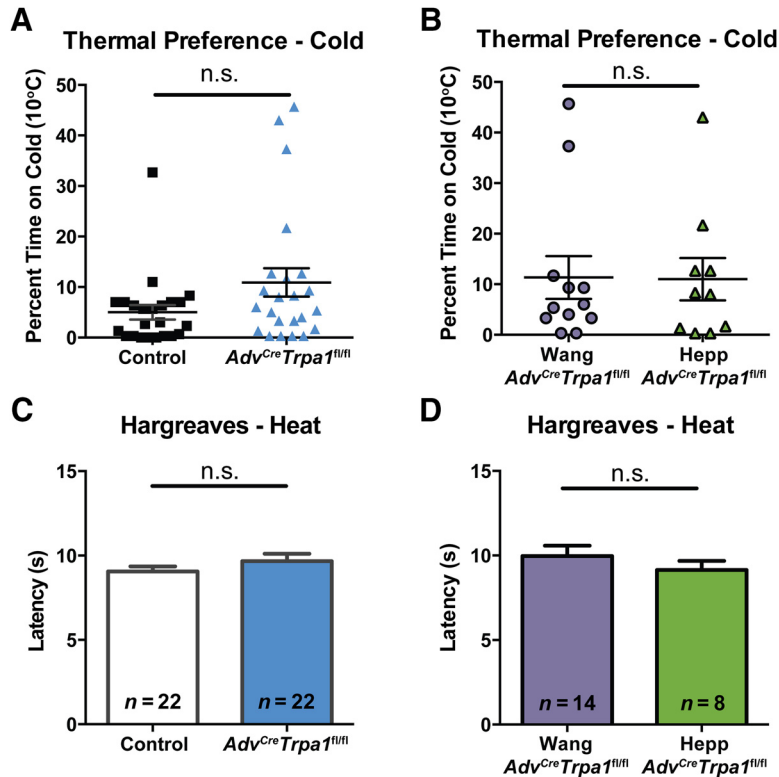 A
Thermal Preference - Cold
n.s.
Percent Time on Cold (10°C)
50
40
30
20
10
0
Control
AdvCreTrpa1fl/fl
B
Thermal Preference - Cold
n.s.
Percent Time on Cold (10°C)
50
40
30
20
10
0
Wang
AdvCreTrpa1fl/fl
Hepp
AdvCreTrpa1fl/fl
C
Hargreaves - Heat
n.s.
Latency (s)
15
10
5
0
n = 22
n = 22
Control
AdvCreTrpa1fl/fl
D
Hargreaves - Heat
n.s.
Latency (s)
15
10
5
0
n = 14
n = 8
Wang
AdvCreTrpa1fl/fl
Hepp
AdvCreTrpa1fl/fl